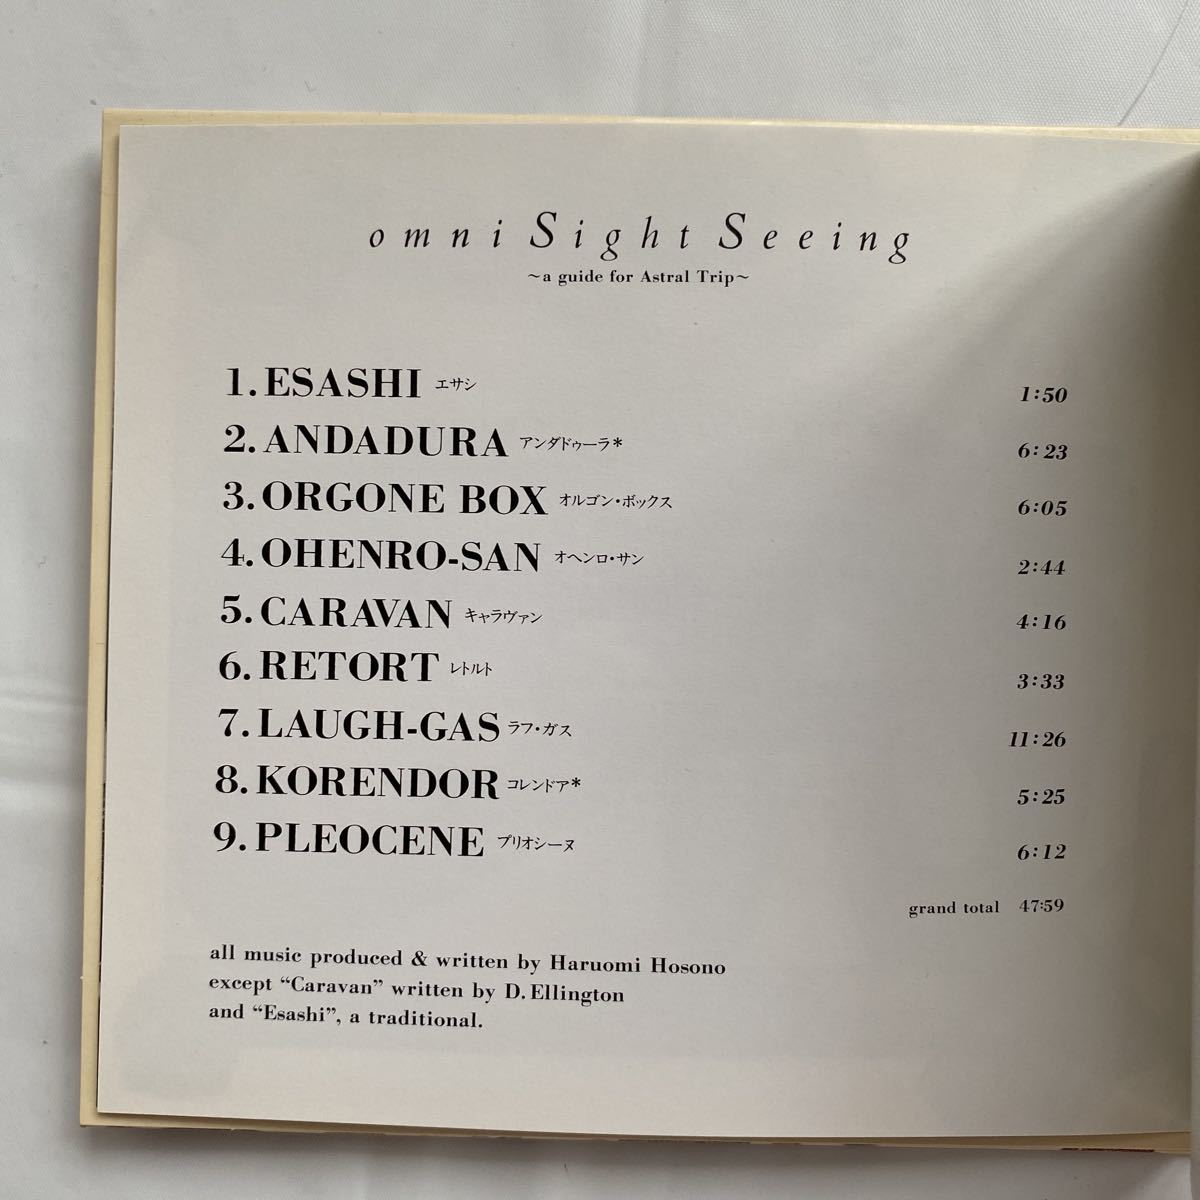 omni Sight Seeing
~a guide for Astral Trip~
1. ESASHI エサシ 1:50
2. ANDADURA アンダドゥーラ* 6:23
3. ORGONE BOX オルゴン・ボックス 6:05
4. OHENRO-SAN オヘンロ・サン 2:44
5. CARAVAN キャラヴァン 4:16
6. RETORT レトルト 3:33
7. LAUGH-GAS ラフ・ガス 11:26
8. KORENDOR コレンドア* 5:25
9. PLEOCENE プリオシーヌ 6:12
grand total 47:59
all music produced & written by Haruomi Hosono
except “Caravan” written by D. Ellington
and “Esashi”, a traditional.